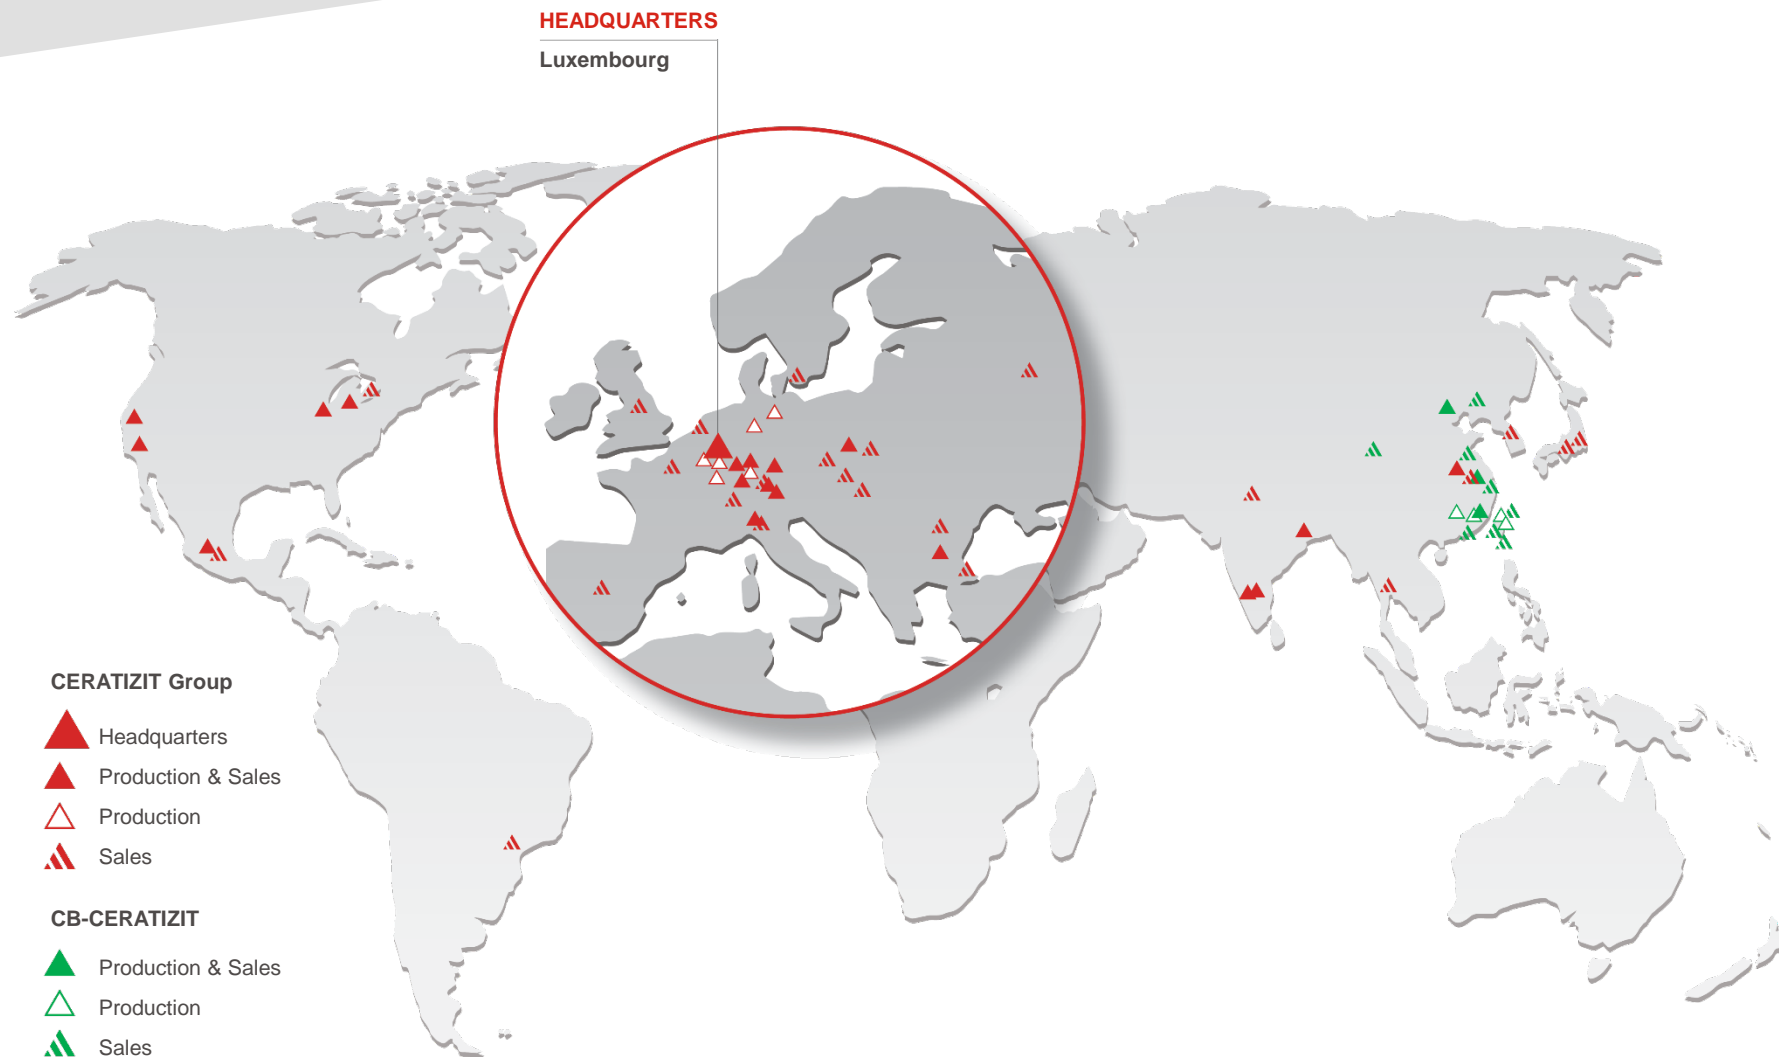 HEADQUARTERS
Luxembourg
CERATIZIT Group
Headquarters
Production & Sales
Production
Sales
CB-CERATIZIT
Production & Sales
Production
Sales